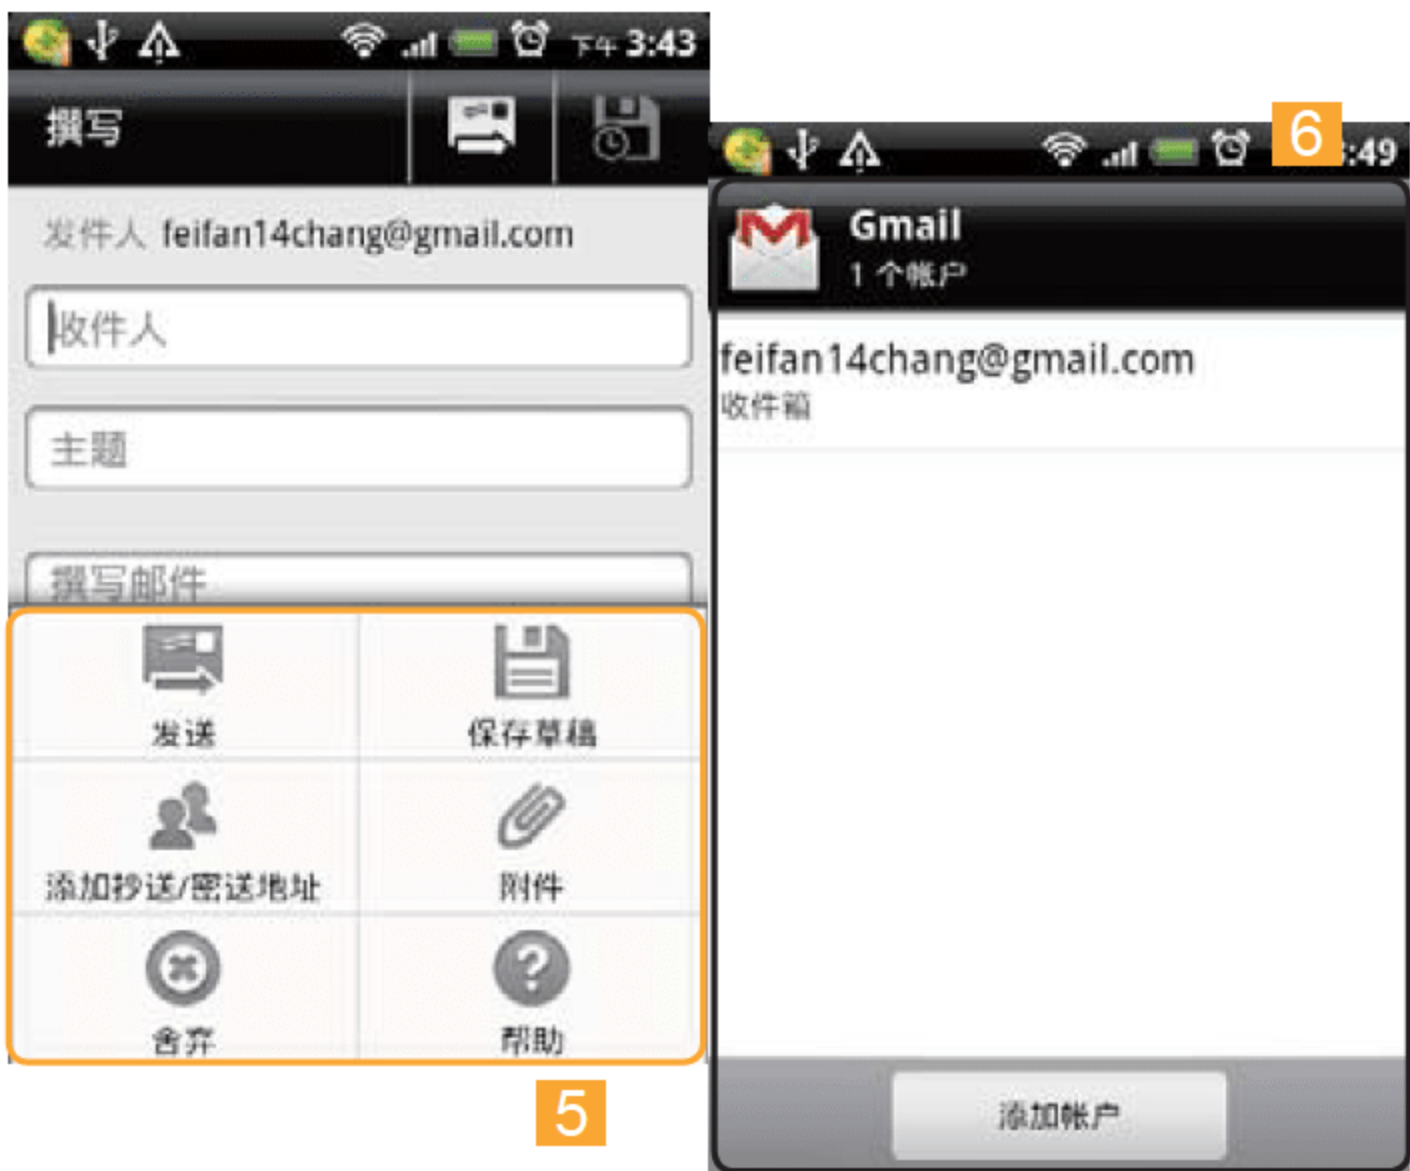 下午 3:43
撰写
发件人 feifan14chang@gmail.com
收件人
主题
撰写邮件
发送
保存草稿
添加抄送/密送地址
附件
舍弃
帮助
5
6
:49
Gmail
1 个帐户
feifan14chang@gmail.com
收件箱
添加帐户